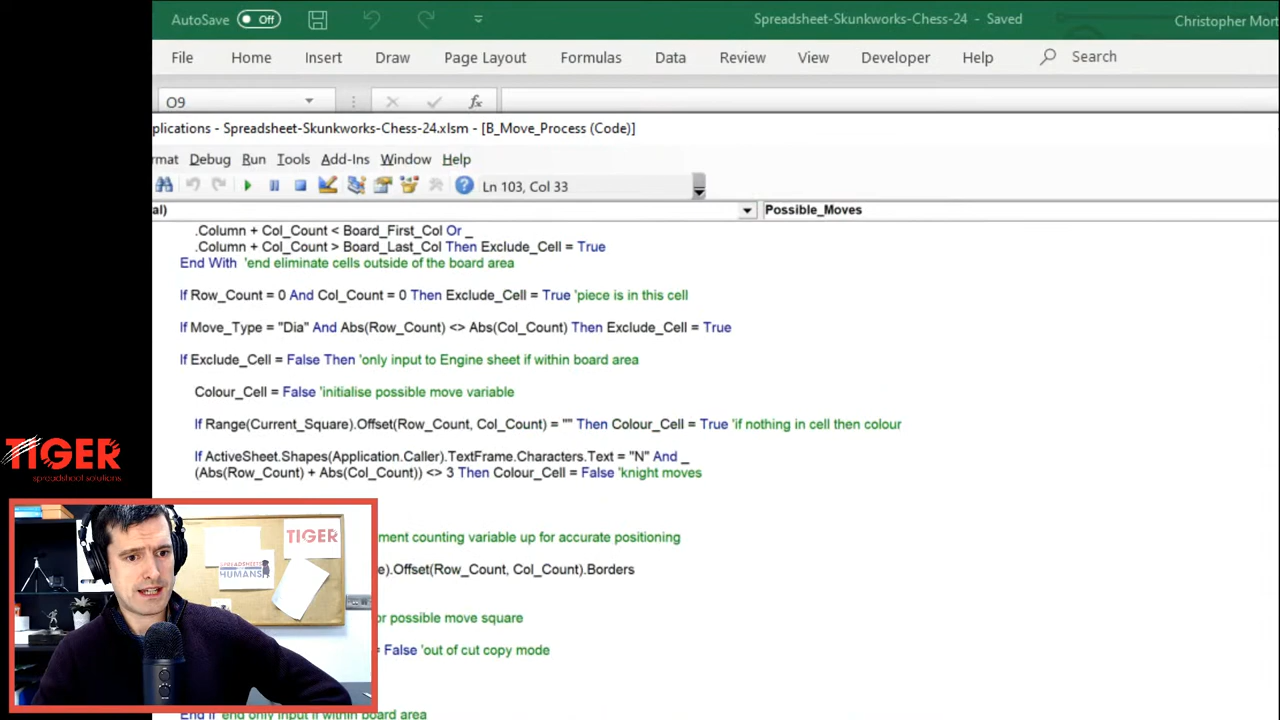 AutoSave Off
Spreadsheet-Skunkworks-Chess-24 - Saved
Christopher Mort
File Home Insert Draw Page Layout Formulas Data Review View Developer Help Search
O9
fx
plications - Spreadsheet-Skunkworks-Chess-24.xlsm - [B_Move_Process (Code)]
rmat Debug Run Tools Add-Ins Window Help
Ln 103, Col 33
al)
Possible_Moves
.Column + Col_Count < Board_First_Col Or _
.Column + Col_Count > Board_Last_Col Then Exclude_Cell = True
End With 'end eliminate cells outside of the board area
If Row_Count = 0 And Col_Count = 0 Then Exclude_Cell = True 'piece is in this cell
If Move_Type = "Dia" And Abs(Row_Count) <> Abs(Col_Count) Then Exclude_Cell = True
If Exclude_Cell = False Then 'only input to Engine sheet if within board area
Colour_Cell = False 'initialise possible move variable
If Range(Current_Square).Offset(Row_Count, Col_Count) = "" Then Colour_Cell = True 'if nothing in cell then colour
If ActiveSheet.Shapes(Application.Caller).TextFrame.Characters.Text = "N" And _
(Abs(Row_Count) + Abs(Col_Count)) <> 3 Then Colour_Cell = False 'knight moves
ment counting variable up for accurate positioning
e).Offset(Row_Count, Col_Count).Borders
or possible move square
= False 'out of cut copy mode
End If 'end only input if within board area
TIGER
spreadsheet solutions
TIGER
SPREADSHEETS
HUMANS